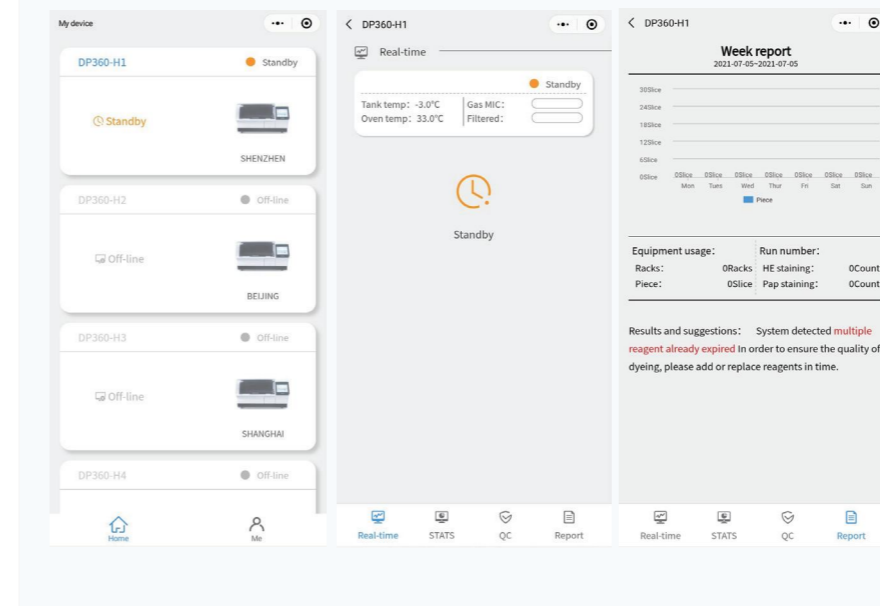 My device
DP360-H1
Standby
Standby
SHENZHEN
DP360-H2
Off-line
Off-line
BEIJING
DP360-H3
Off-line
Off-line
SHANGHAI
DP360-H4
Off-line
Home
Me
DP360-H1
Real-time
Standby
Tank temp: -3.0°C
Gas MIC:
Oven temp: 33.0°C
Filtered:
Standby
Real-time
STATS
QC
Report
DP360-H1
Week report
2021-07-05~2021-07-05
30Slice
24Slice
18Slice
12Slice
6Slice
0Slice
0Slice 0Slice 0Slice 0Slice 0Slice 0Slice 0Slice
Mon Tues Wed Thur Fri Sat Sun
Piece
Equipment usage:
Run number:
Racks: 0Racks
HE staining: 0Count
Piece: 0Slice
Pap staining: 0Count
Results and suggestions: System detected multiple
reagent already expired In order to ensure the quality of
dyeing, please add or replace reagents in time.
Real-time
STATS
QC
Report